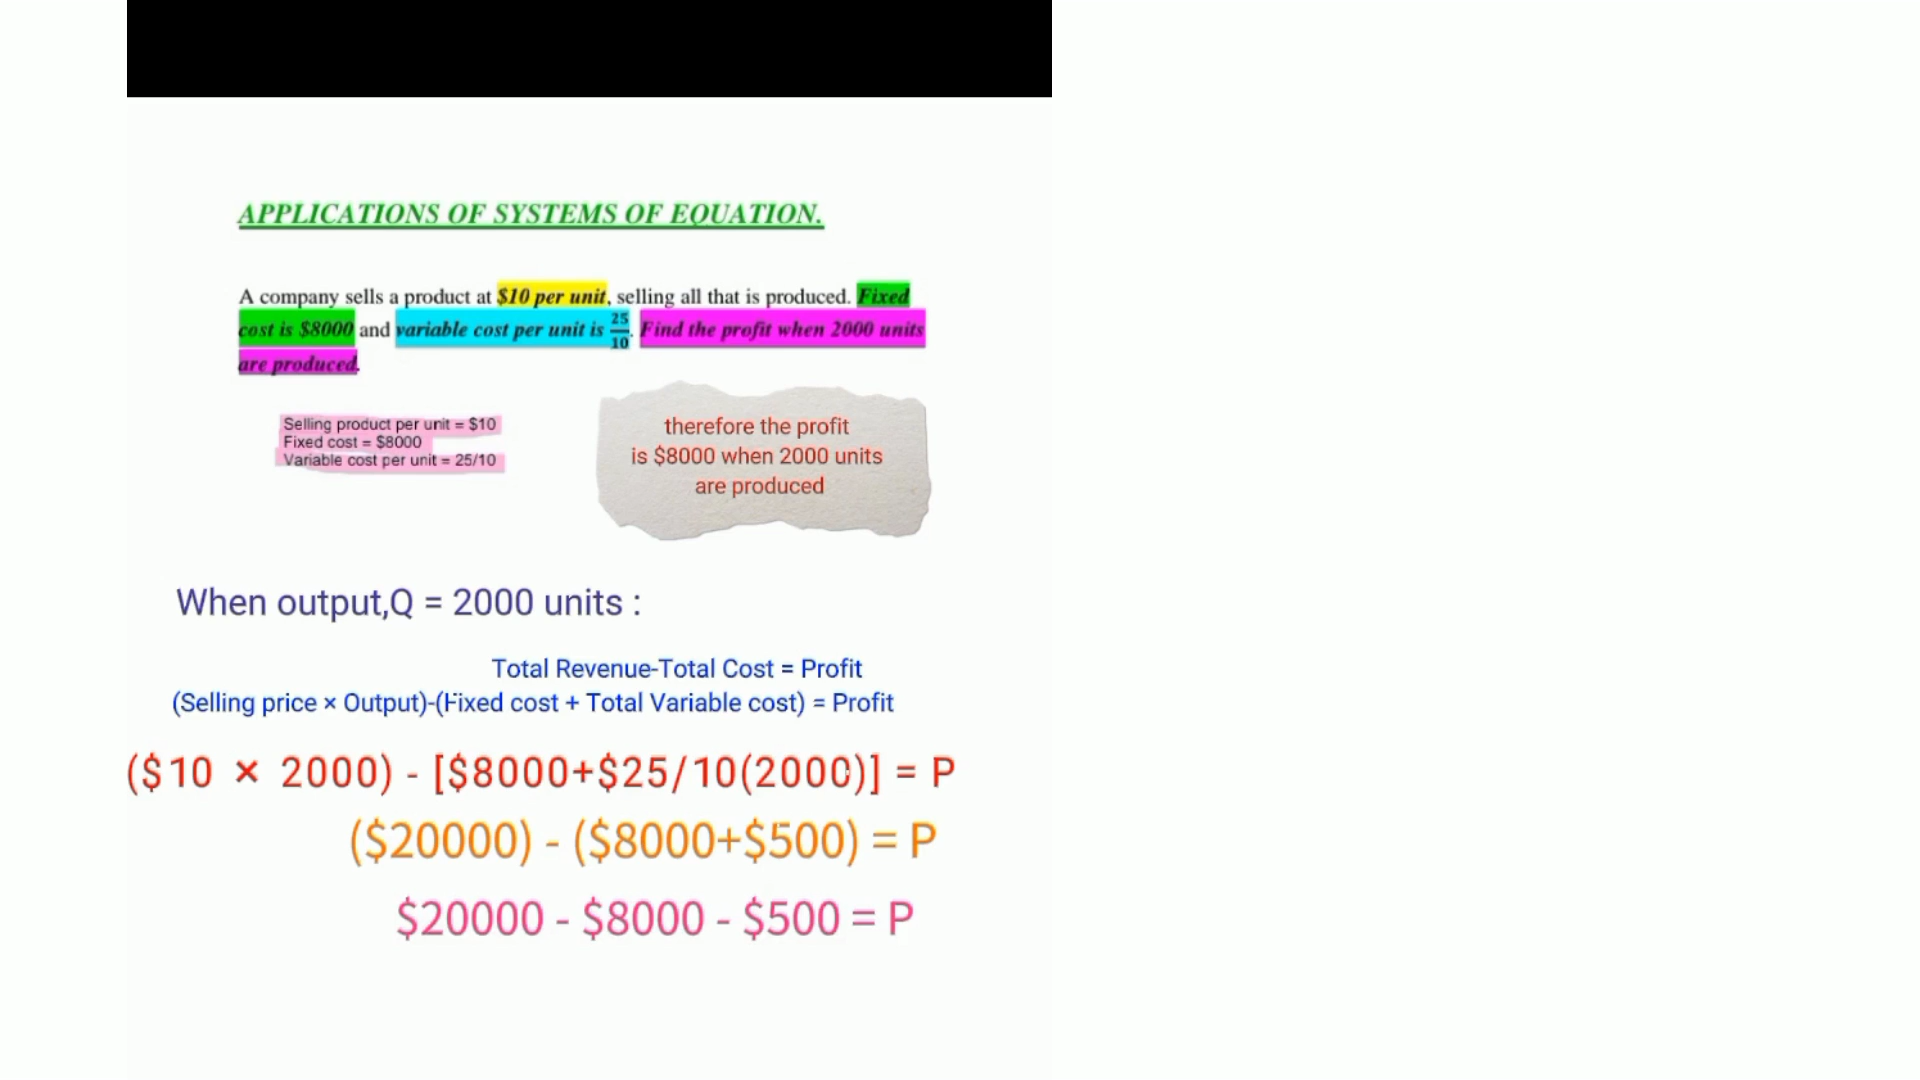 APPLICATIONS OF SYSTEMS OF EQUATION.
A company sells a product at $10 per unit, selling all that is produced. Fixed
cost is $8000 and variable cost per unit is 25/10. Find the profit when 2000 units
are produced.
Selling product per unit = $10
Fixed cost = $8000
Variable cost per unit = 25/10
therefore the profit
is $8000 when 2000 units
are produced
When output,Q = 2000 units :
Total Revenue-Total Cost = Profit
(Selling price × Output)-(Fixed cost + Total Variable cost) = Profit
($10 × 2000) - [$8000+$25/10(2000)] = P
($20000) - ($8000+$500) = P
$20000 - $8000 - $500 = P